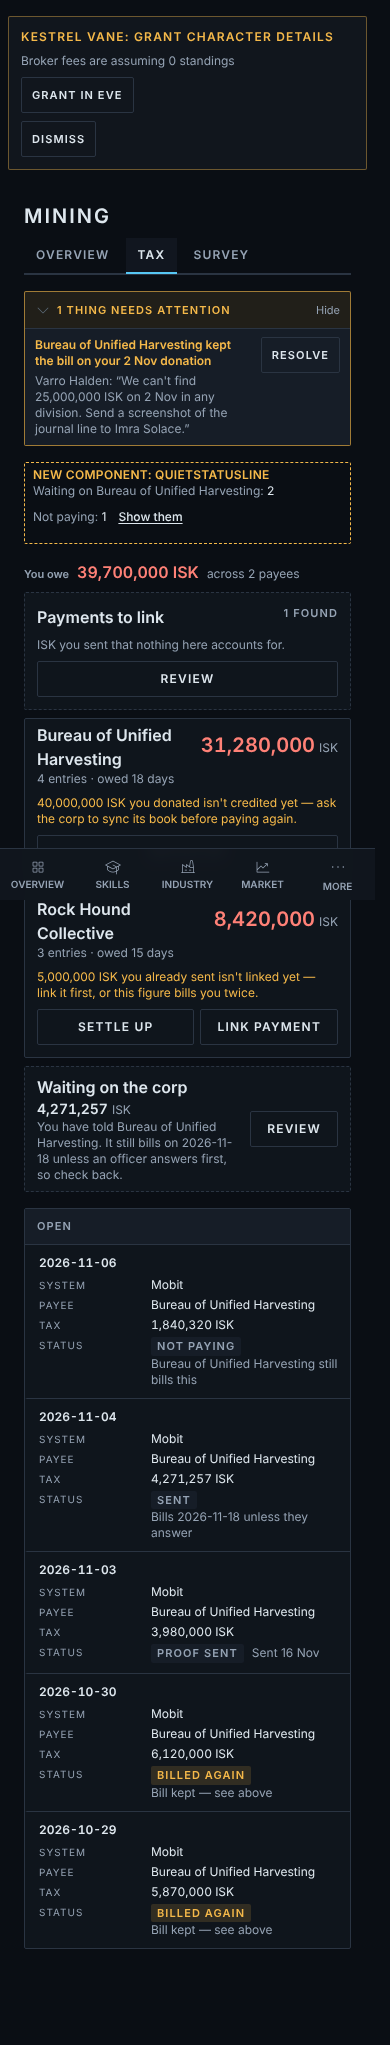 KESTREL VANE: GRANT CHARACTER DETAILS
Broker fees are assuming 0 standings
GRANT IN EVE
DISMISS
MINING
OVERVIEW TAX SURVEY
1 THING NEEDS ATTENTION Hide
Bureau of Unified Harvesting kept
the bill on your 2 Nov donation
RESOLVE
Varro Halden: “We can't find
25,000,000 ISK on 2 Nov in any
division. Send a screenshot of the
journal line to Imra Solace.”
NEW COMPONENT: QUIETSTATUSLINE
Waiting on Bureau of Unified Harvesting: 2
Not paying: 1 Show them
You owe 39,700,000 ISK across 2 payees
Payments to link 1 FOUND
ISK you sent that nothing here accounts for.
REVIEW
Bureau of Unified
Harvesting
31,280,000 ISK
4 entries · owed 18 days
40,000,000 ISK you donated isn't credited yet — ask
the corp to sync its book before paying again.
OVERVIEW SKILLS INDUSTRY MARKET MORE
Rock Hound
Collective
8,420,000 ISK
3 entries · owed 15 days
5,000,000 ISK you already sent isn't linked yet —
link it first, or this figure bills you twice.
SETTLE UP LINK PAYMENT
Waiting on the corp
4,271,257 ISK
You have told Bureau of Unified
Harvesting. It still bills on 2026-11-
18 unless an officer answers first,
so check back.
REVIEW
OPEN
2026-11-06
SYSTEM Mobit
PAYEE Bureau of Unified Harvesting
TAX 1,840,320 ISK
STATUS NOT PAYING
Bureau of Unified Harvesting still
bills this
2026-11-04
SYSTEM Mobit
PAYEE Bureau of Unified Harvesting
TAX 4,271,257 ISK
STATUS SENT
Bills 2026-11-18 unless they
answer
2026-11-03
SYSTEM Mobit
PAYEE Bureau of Unified Harvesting
TAX 3,980,000 ISK
STATUS PROOF SENT Sent 16 Nov
2026-10-30
SYSTEM Mobit
PAYEE Bureau of Unified Harvesting
TAX 6,120,000 ISK
STATUS BILLED AGAIN
Bill kept — see above
2026-10-29
SYSTEM Mobit
PAYEE Bureau of Unified Harvesting
TAX 5,870,000 ISK
STATUS BILLED AGAIN
Bill kept — see above